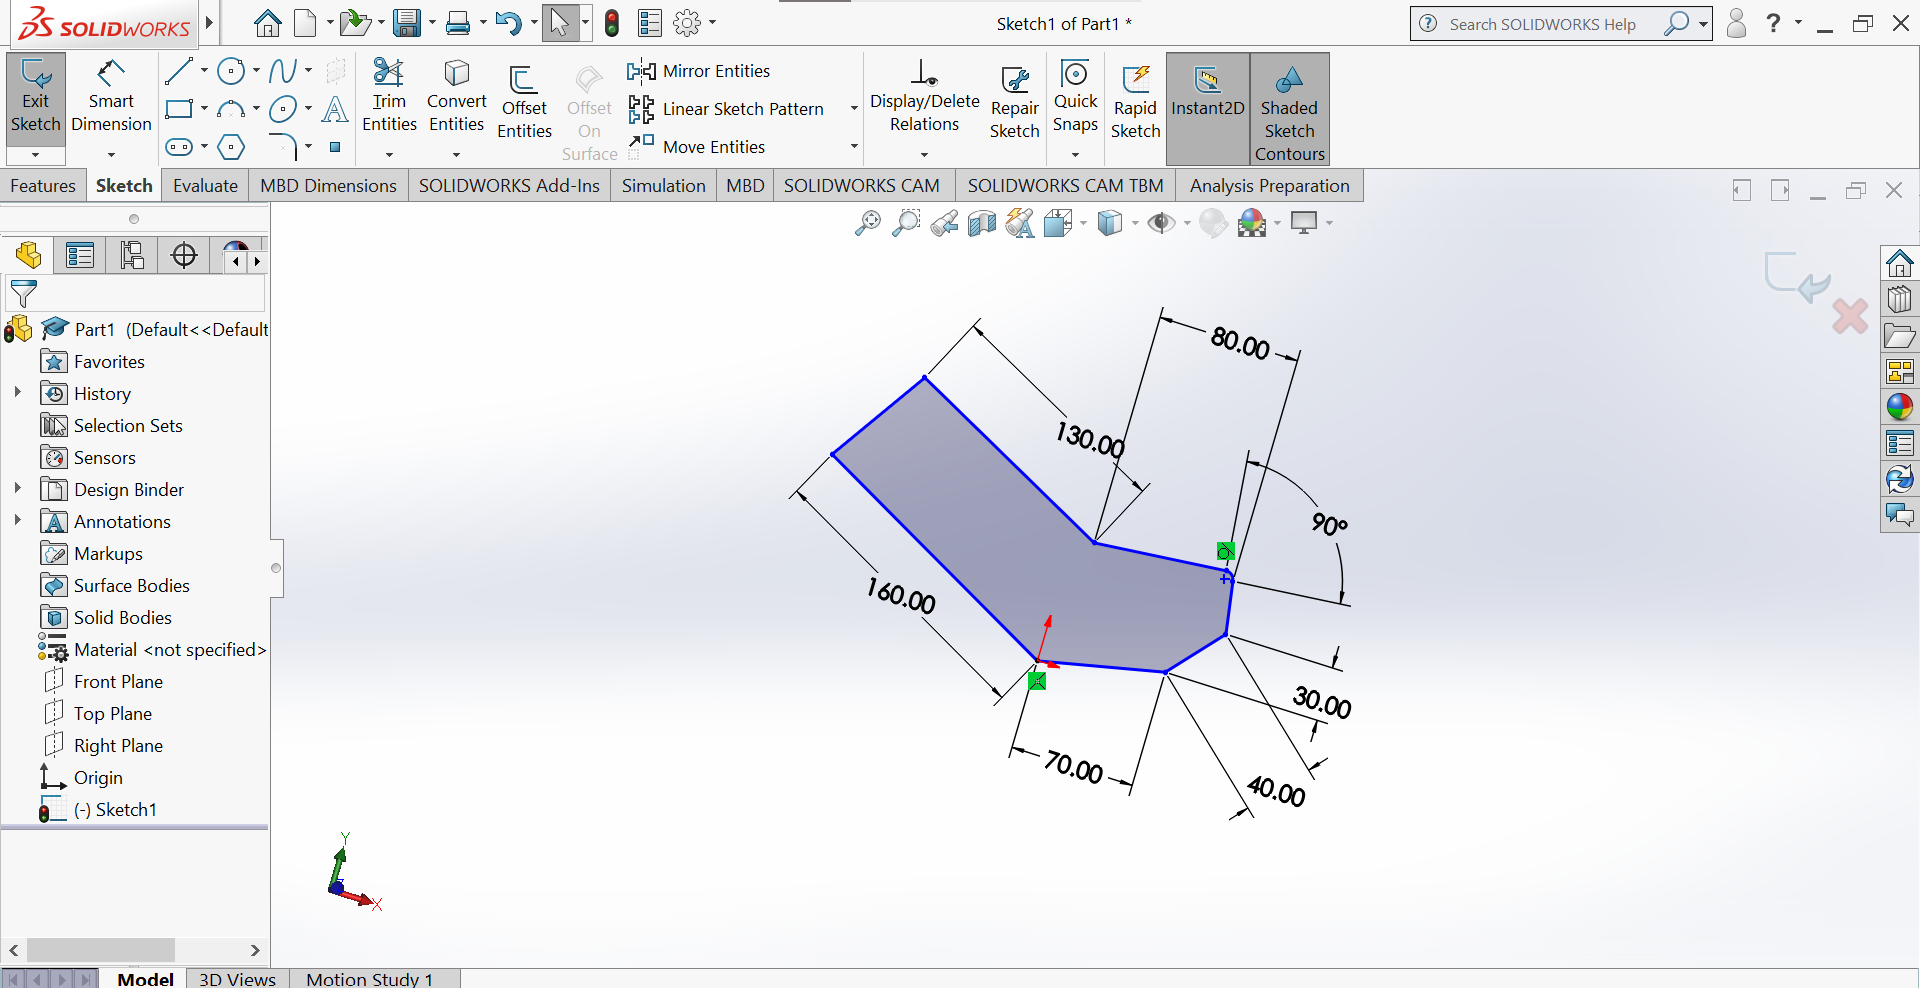 SOLIDWORKS
Sketch1 of Part1 *
Search SOLIDWORKS Help
?
Exit Sketch
Smart Dimension
Trim Entities
Convert Entities
Offset Entities
Offset On Surface
Mirror Entities
Linear Sketch Pattern
Move Entities
Display/Delete Relations
Repair Sketch
Quick Snaps
Rapid Sketch
Instant2D
Shaded Sketch Contours
Features
Sketch
Evaluate
MBD Dimensions
SOLIDWORKS Add-Ins
Simulation
MBD
SOLIDWORKS CAM
SOLIDWORKS CAM TBM
Analysis Preparation
Part1 (Default<<Default
Favorites
History
Selection Sets
Sensors
Design Binder
Annotations
Markups
Surface Bodies
Solid Bodies
Material <not specified>
Front Plane
Top Plane
Right Plane
Origin
(-) Sketch1
80.00
130.00
90°
160.00
30.00
70.00
40.00
Y
Z
X
Model
3D Views
Motion Study 1